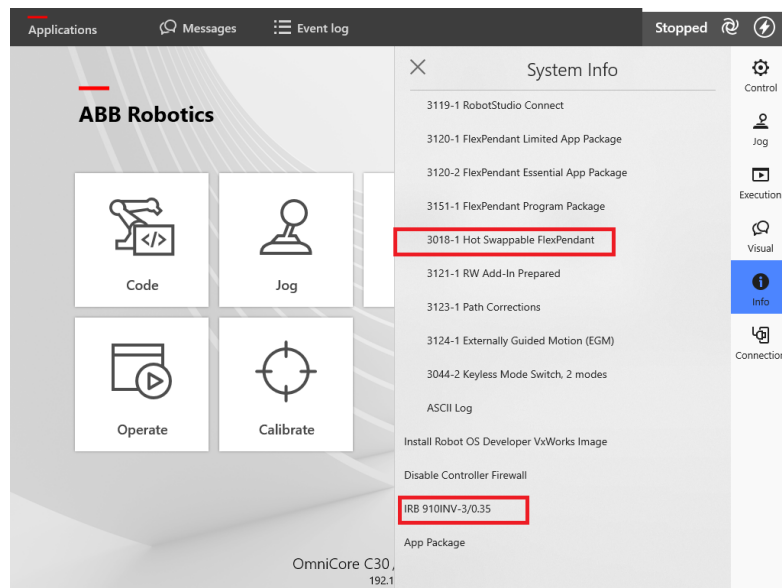 Applications
Messages
Event log
Stopped
ABB Robotics
Code
Jog
Operate
Calibrate
OmniCore C30
192.1
System Info
3119-1 RobotStudio Connect
3120-1 FlexPendant Limited App Package
3120-2 FlexPendant Essential App Package
3151-1 FlexPendant Program Package
3018-1 Hot Swappable FlexPendant
3121-1 RW Add-In Prepared
3123-1 Path Corrections
3124-1 Externally Guided Motion (EGM)
3044-2 Keyless Mode Switch, 2 modes
ASCII Log
Install Robot OS Developer VxWorks Image
Disable Controller Firewall
IRB 910INV-3/0.35
App Package
Control
Jog
Execution
Visual
Info
Connection